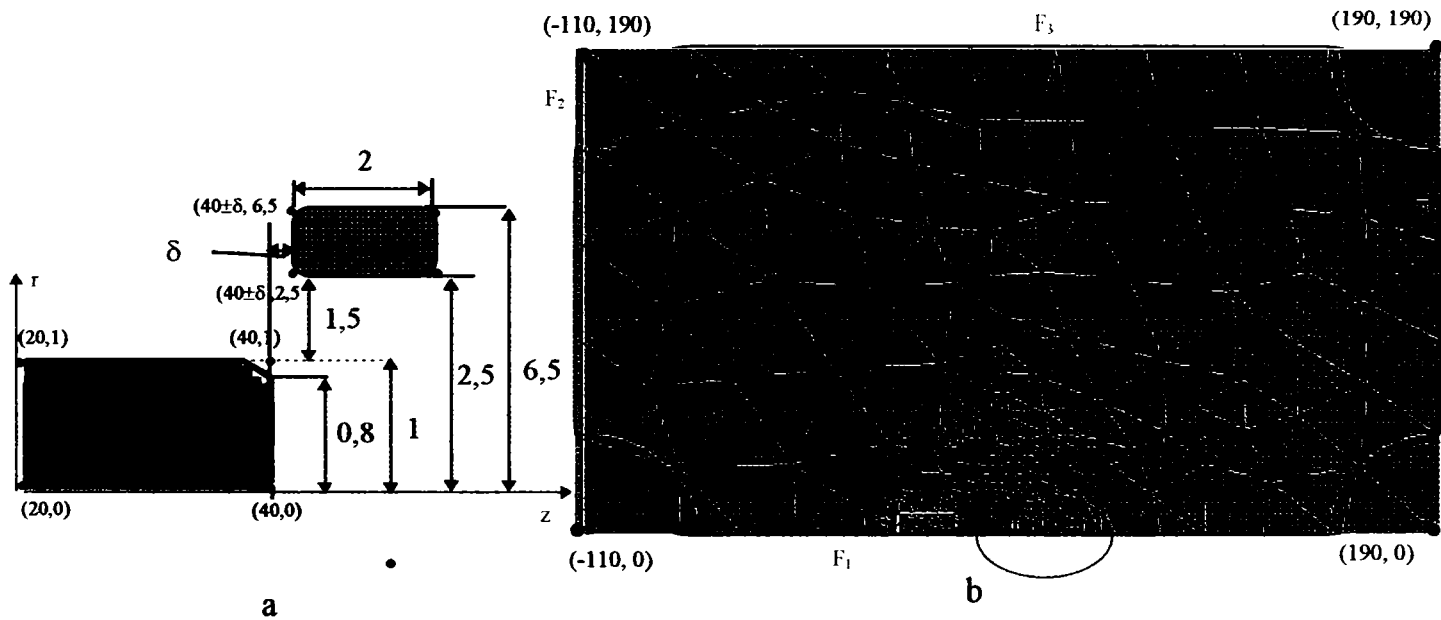 (-110, 190)
F₃
(190, 190)
F₂
2
(40±δ, 6,5
δ
r
(40±δ, 2,5
1,5
(20,1)
(40,1)
2,5
6,5
0,8
1
(20,0)
(40,0)
z
(-110, 0)
F₁
(190, 0)
a
b